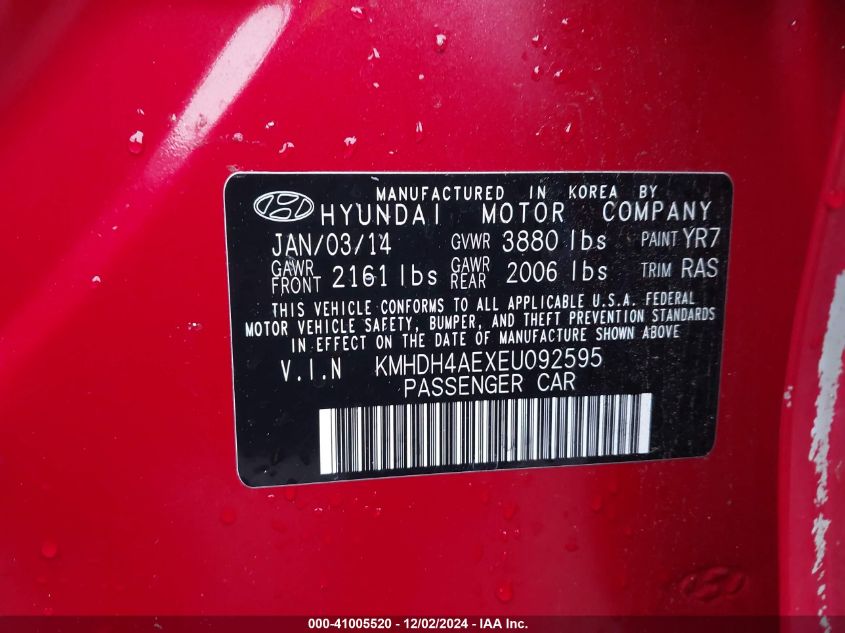 MANUFACTURED IN KOREA BY
HYUNDAI MOTOR COMPANY
JAN/03/14 GVWR 3880 lbs PAINT YR7
GAWR FRONT 2161 lbs GAWR REAR 2006 lbs TRIM RAS
THIS VEHICLE CONFORMS TO ALL APPLICABLE U.S.A. FEDERAL
MOTOR VEHICLE SAFETY, BUMPER, AND THEFT PREVENTION STANDARDS
IN EFFECT ON THE DATE OF MANUFACTURE SHOWN ABOVE
V.I.N KMHDH4AEXEU092595
PASSENGER CAR
000-41005520 - 12/02/2024 - IAA Inc.